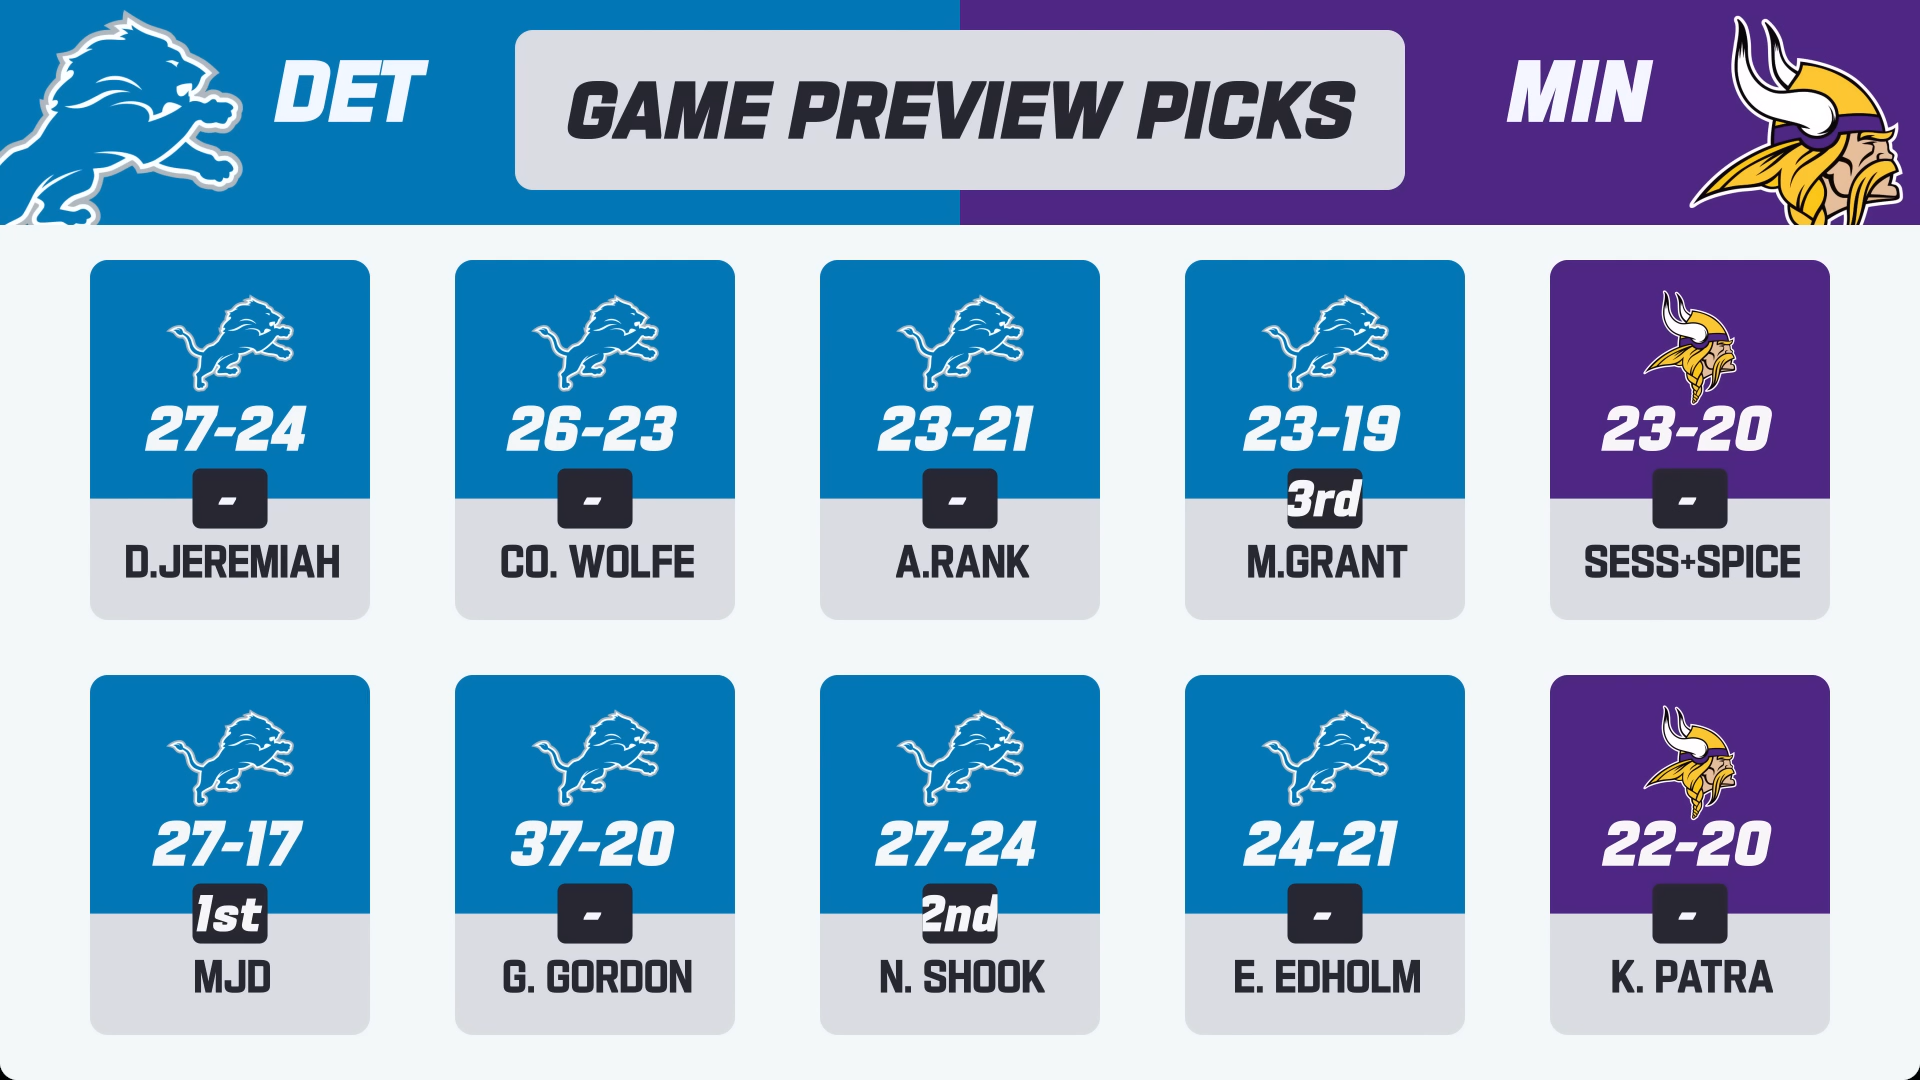 DET
GAME PREVIEW PICKS
MIN
27-24
-
D.JEREMIAH
26-23
-
CO. WOLFE
23-21
-
A.RANK
23-19
3rd
M.GRANT
23-20
-
SESS+SPICE
27-17
1st
MJD
37-20
-
G. GORDON
27-24
2nd
N. SHOOK
24-21
-
E. EDHOLM
22-20
-
K. PATRA